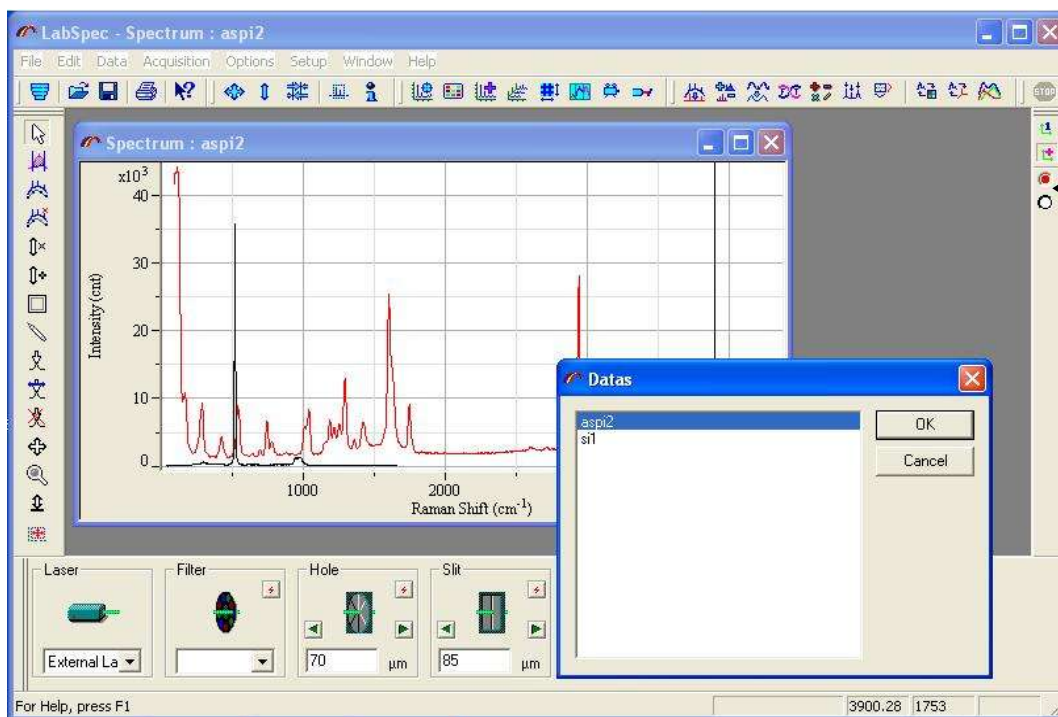 LabSpec - Spectrum : aspi2
File Edit Data Acquisition Options Setup Window Help
STOP
Spectrum : aspi2
x10³
40
30
20
10
0
Intensity (cnt)
1000
2000
Raman Shift (cm⁻¹)
Datas
aspi2
si1
OK
Cancel
Laser
Filter
Hole
Slit
External La
70 µm
85 µm
For Help, press F1
3900.28 1753